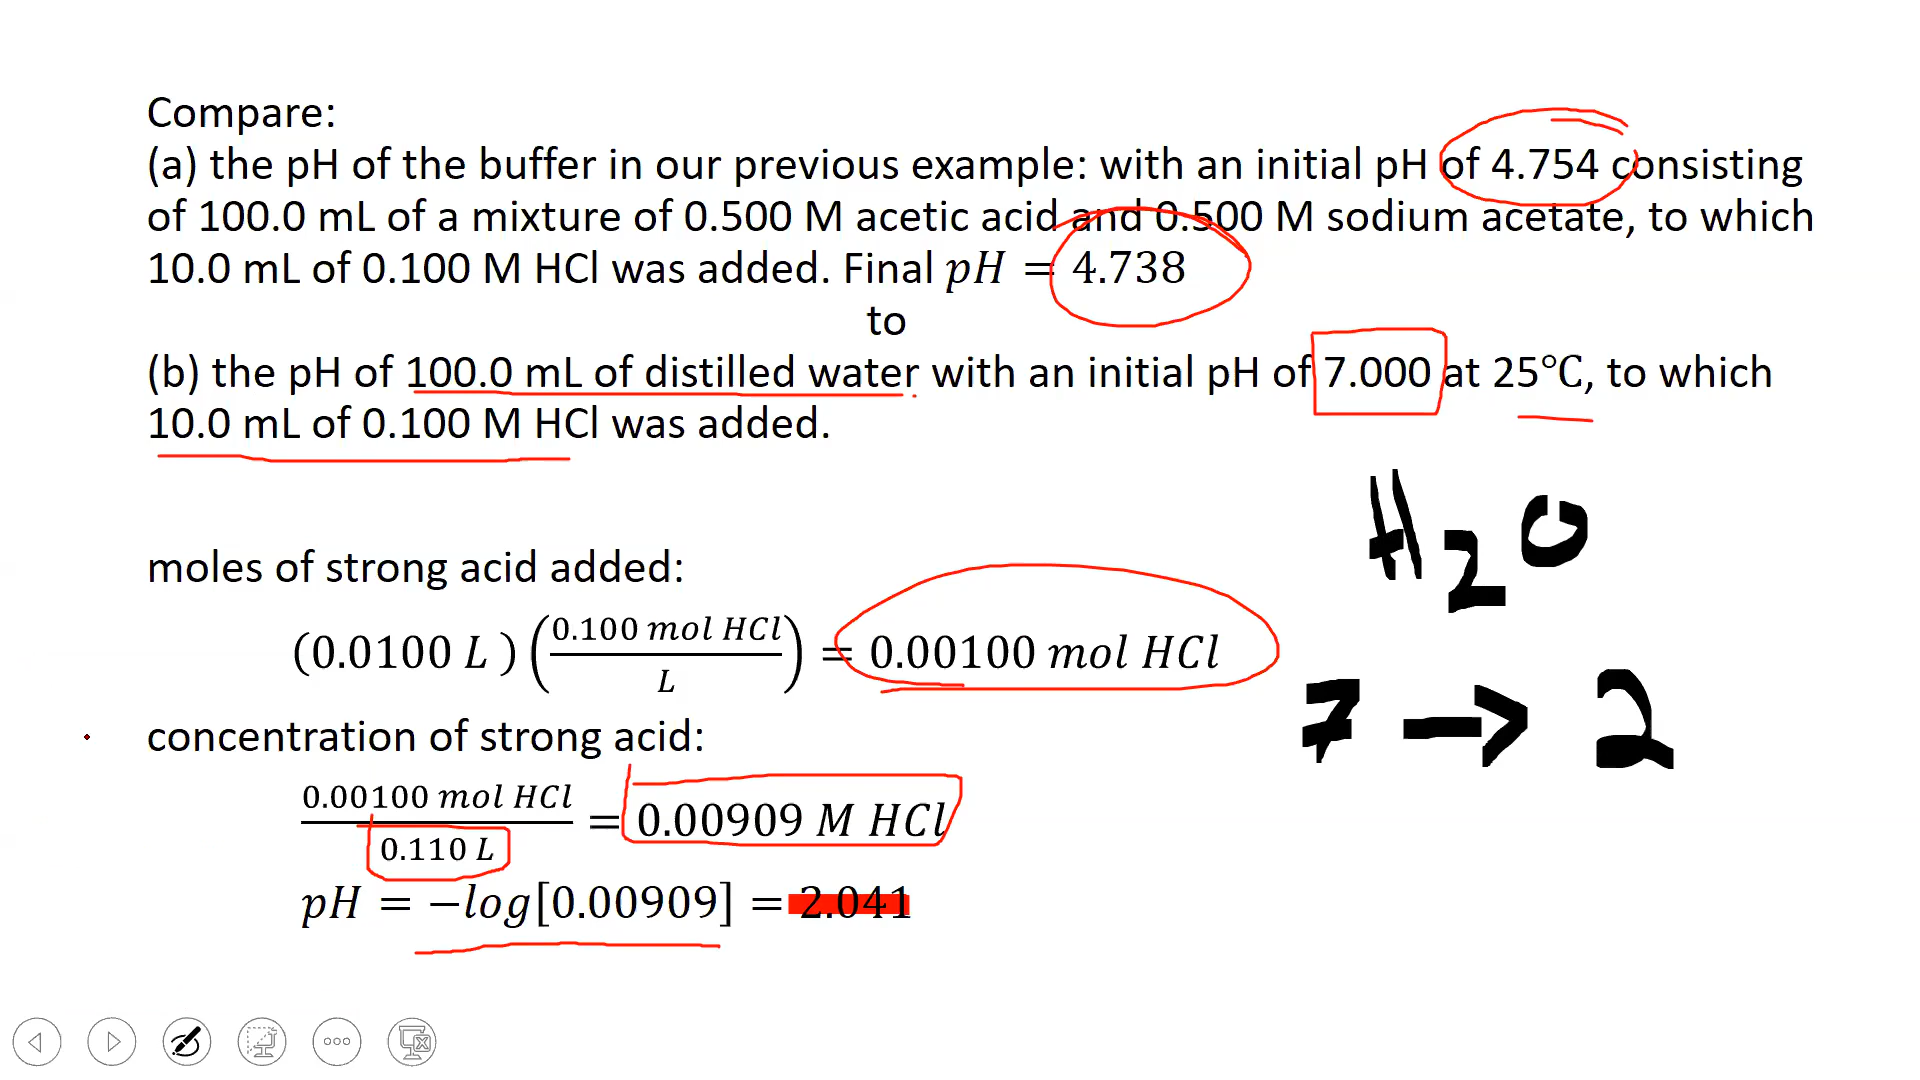 Compare:
(a) the pH of the buffer in our previous example: with an initial pH of 4.754 consisting
of 100.0 mL of a mixture of 0.500 M acetic acid and 0.500 M sodium acetate, to which
10.0 mL of 0.100 M HCl was added. Final pH = 4.738
to
(b) the pH of 100.0 mL of distilled water with an initial pH of 7.000 at 25°C, to which
10.0 mL of 0.100 M HCl was added.
H2O
moles of strong acid added:
(0.0100 L)(0.100 mol HCl/L) = 0.00100 mol HCl
7 → 2
concentration of strong acid:
0.00100 mol HCl/0.110 L = 0.00909 M HCl
pH = −log[0.00909] = 2.041